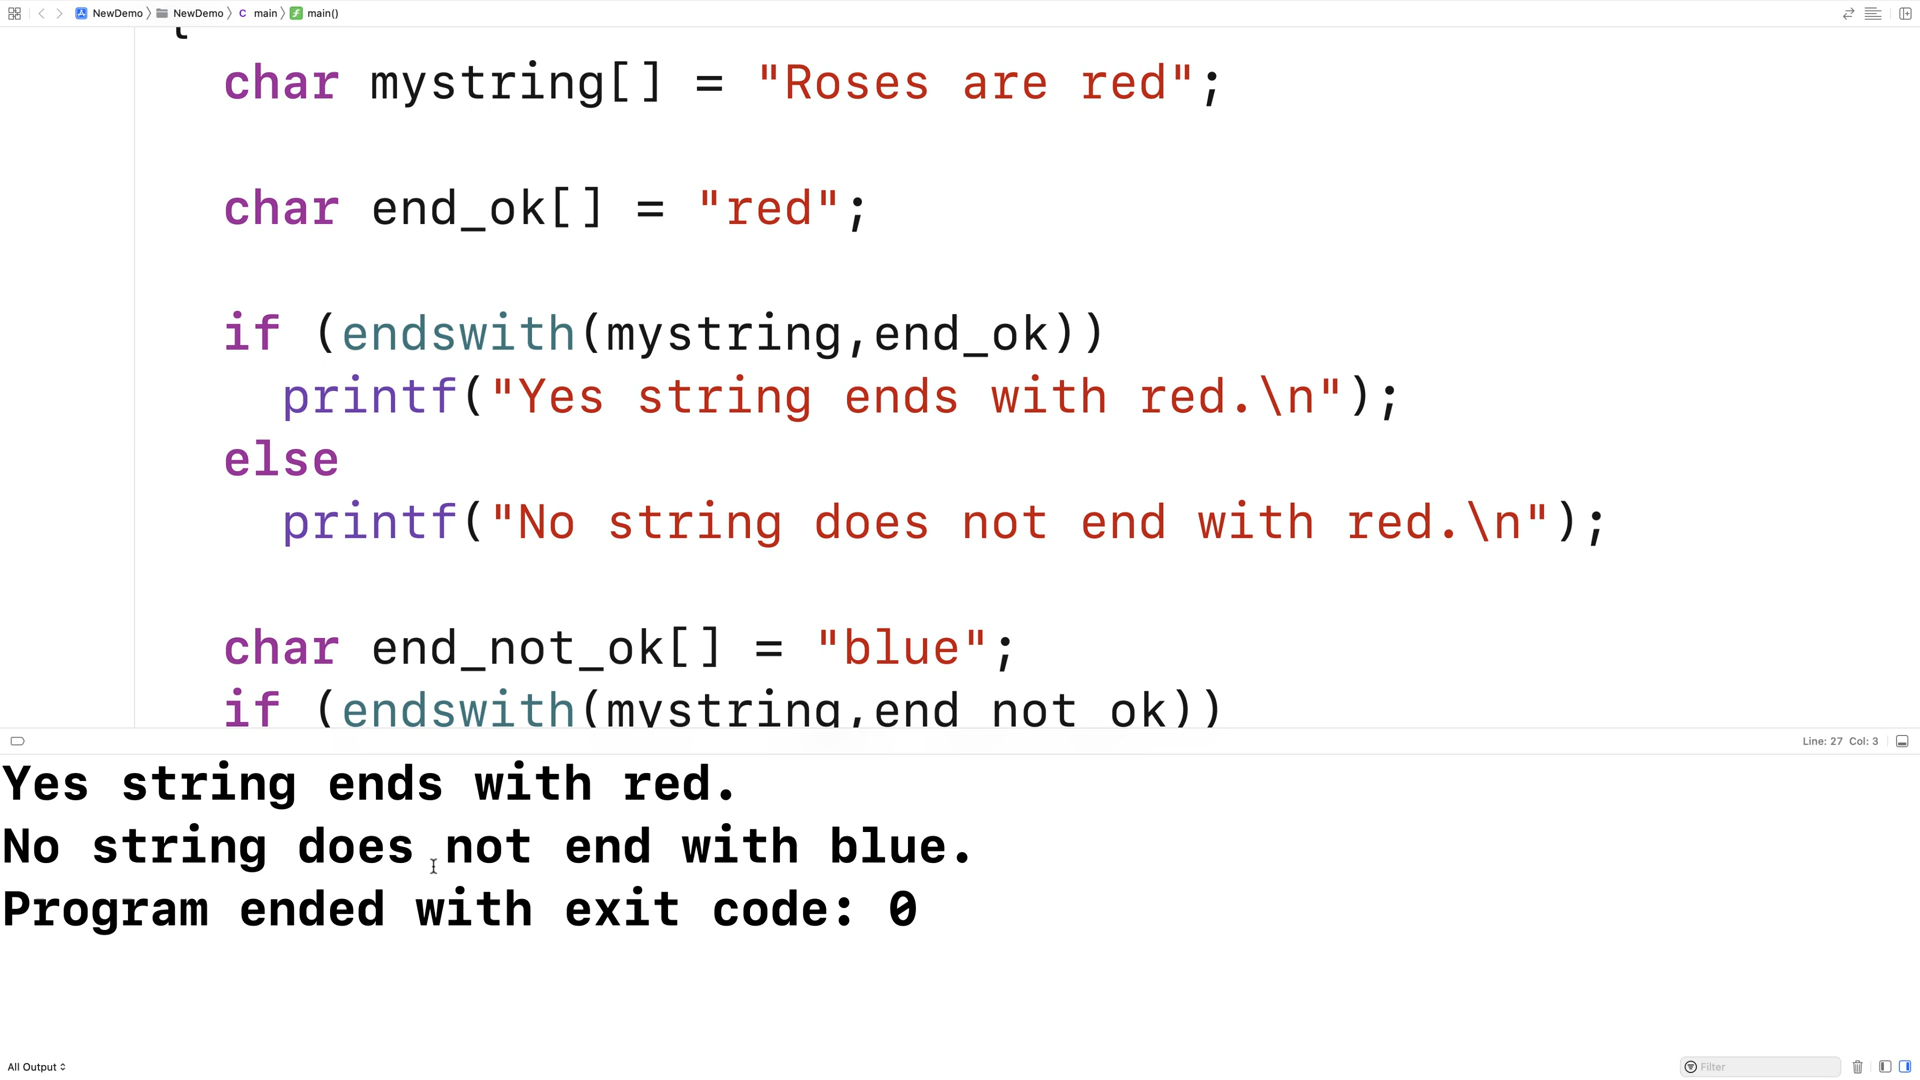 NewDemo NewDemo C main f main()
{
char mystring[] = "Roses are red";
char end_ok[] = "red";
if (endswith(mystring,end_ok))
printf("Yes string ends with red.\n");
else
printf("No string does not end with red.\n");
char end_not_ok[] = "blue";
if (endswith(mystring,end_not_ok))
Line: 27 Col: 3
Yes string ends with red.
No string does not end with blue.
Program ended with exit code: 0
All Output
Filter